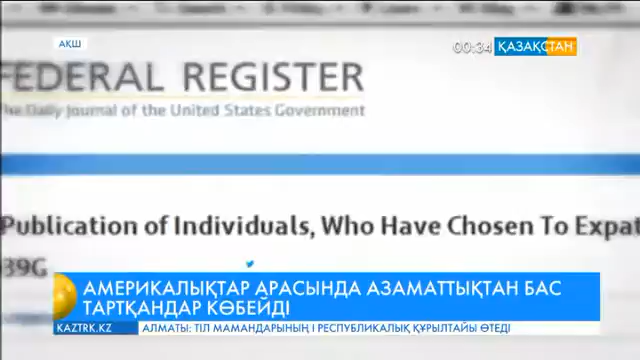 АҚШ
00:34 ҚАЗАҚСТАН
FEDERAL REGISTER
The Daily Journal of the United States Government
Publication of Individuals, Who Have Chosen To Expat
39G
АМЕРИКАЛЫҚТАР АРАСЫНДА АЗАМАТТЫҚТАН БАС
ТАРТҚАНДАР КӨБЕЙДІ
KAZTRK.KZ
АЛМАТЫ: ТІЛ МАМАНДАРЫНЫҢ І РЕСПУБЛИКАЛЫҚ ҚҰРЫЛТАЙЫ ӨТЕДІ